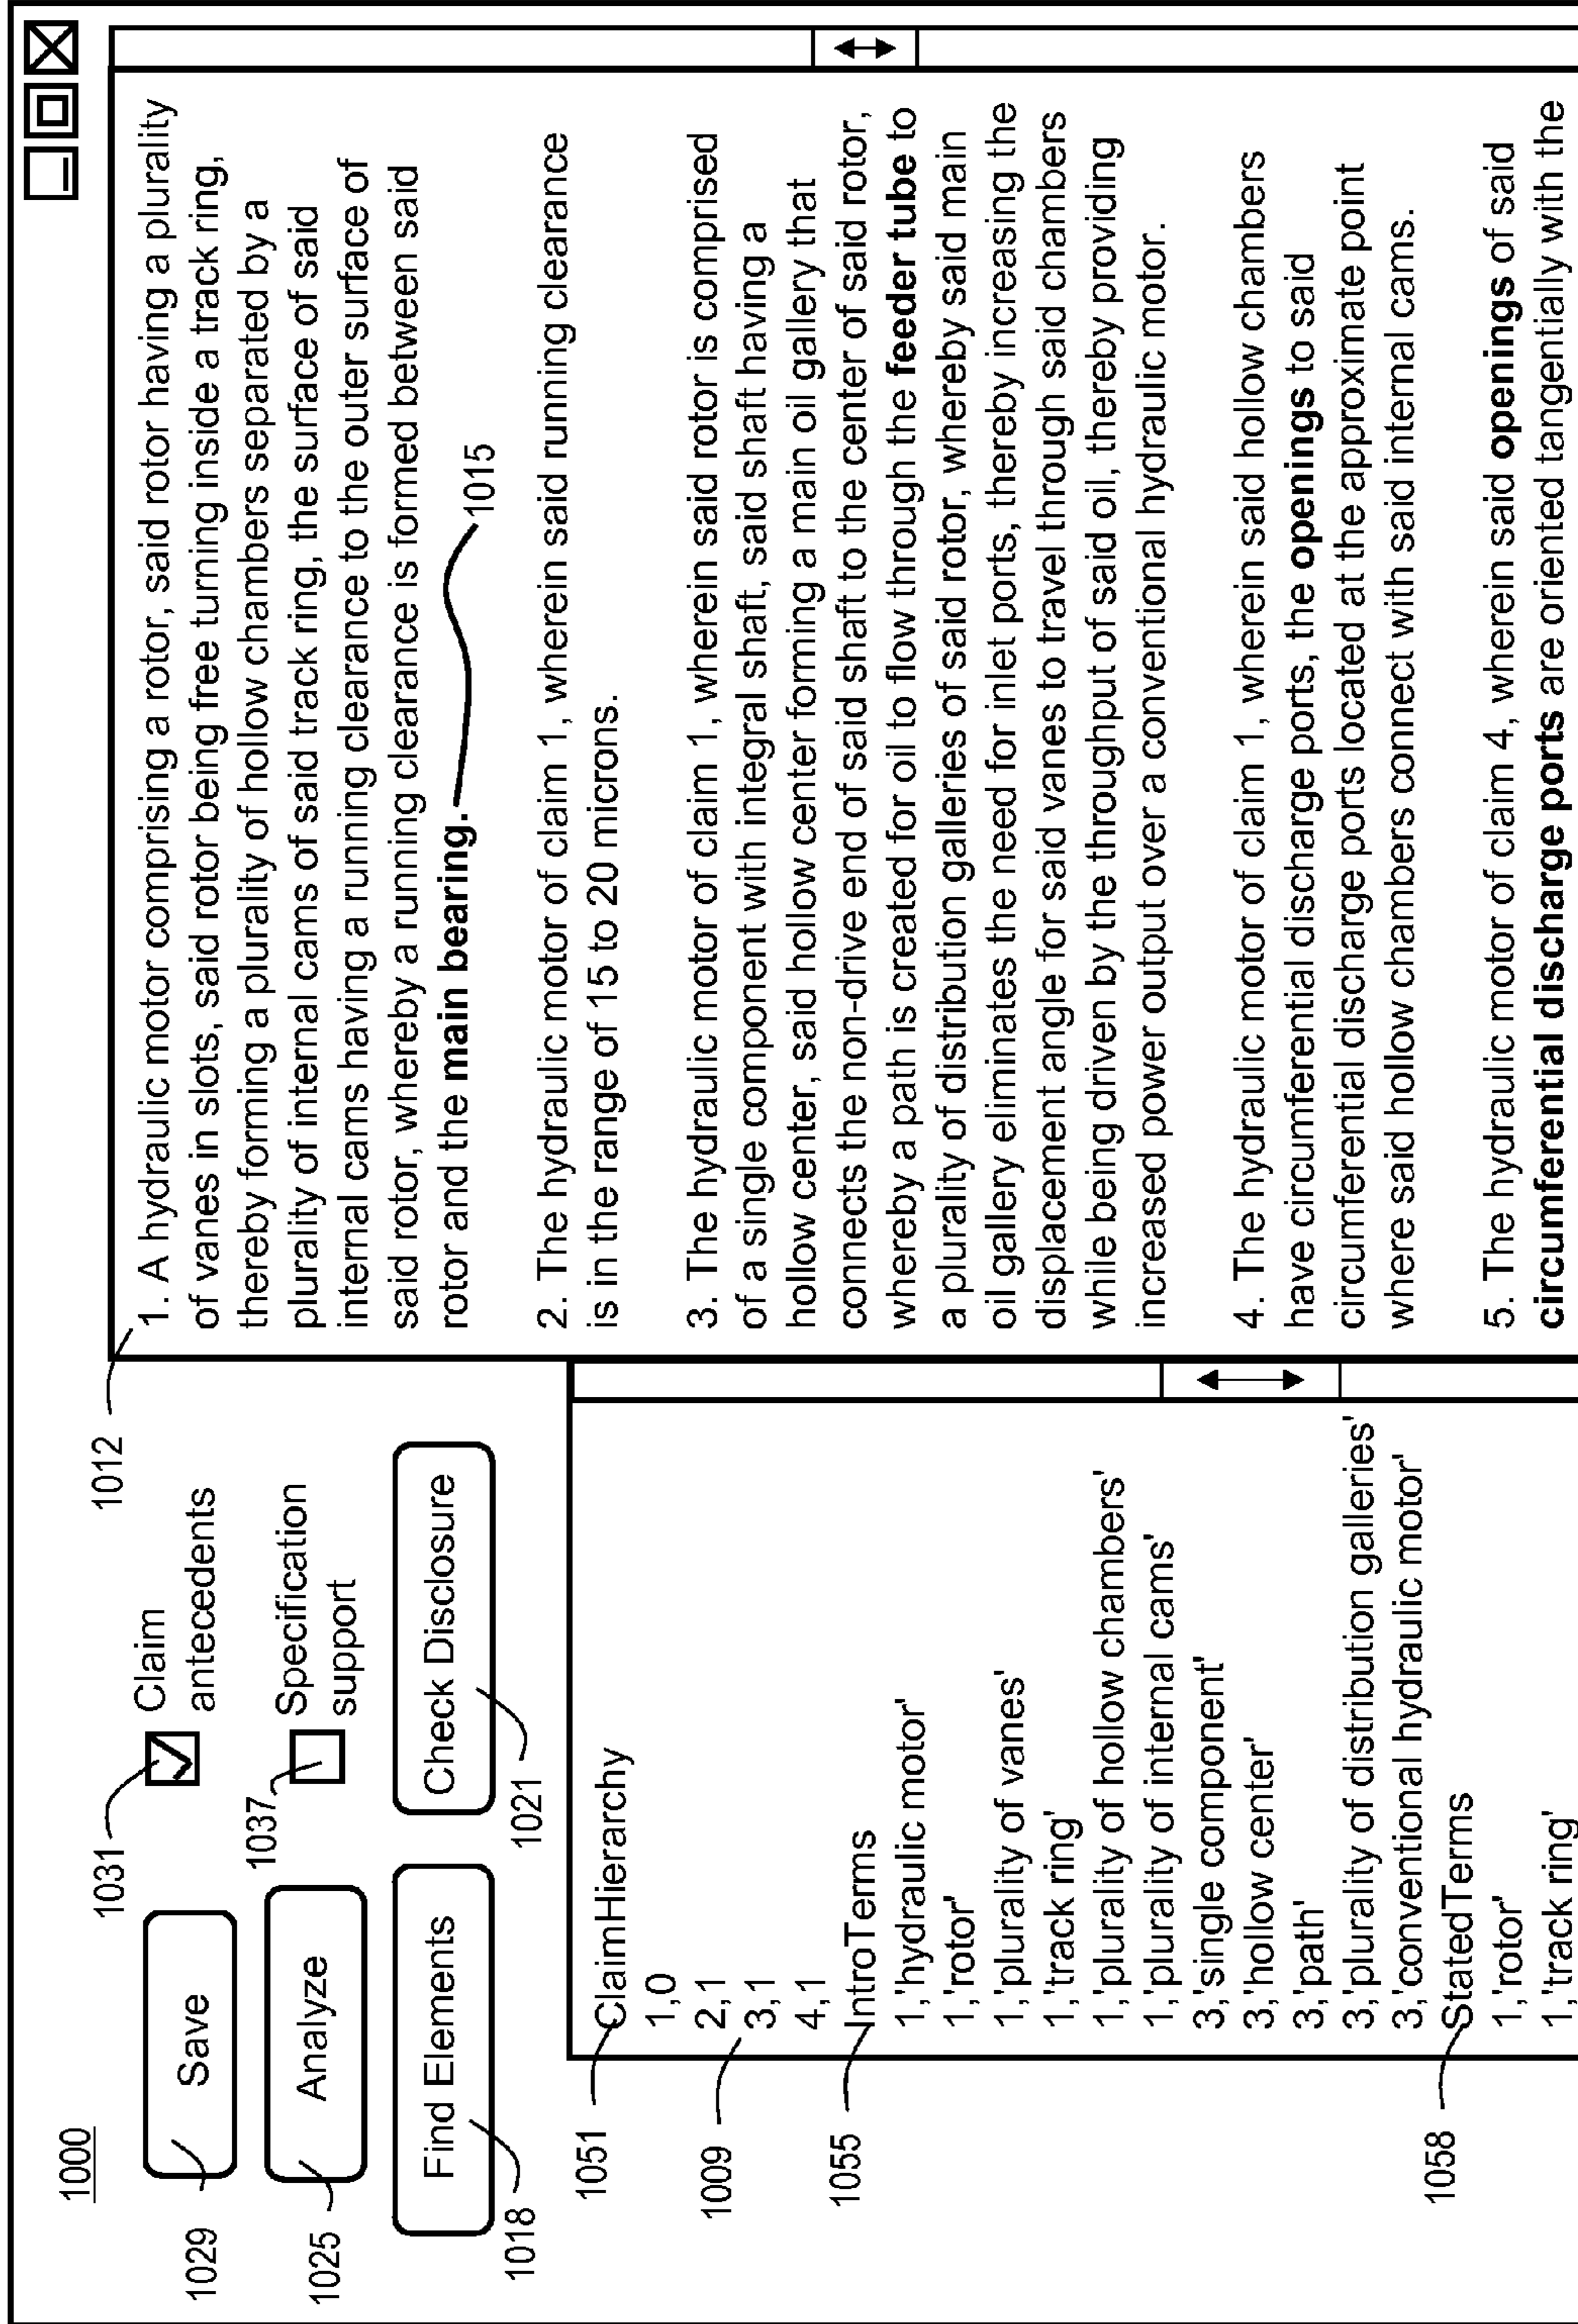 1000
1029
Save
1031
Claim
antecedents
1025
Analyze
1037
Specification
support
1018
Find Elements
1021
Check Disclosure
1051
ClaimHierarchy
1,0
2,1
1009
3,1
4,1
1055
IntroTerms
1,'hydraulic motor'
1,'rotor'
1,'plurality of vanes'
1,'track ring'
1,'plurality of hollow chambers'
1,'plurality of internal cams'
3,'single component'
3,'hollow center'
3,'path'
3,'plurality of distribution galleries'
3,'conventional hydraulic motor'
1058
StatedTerms
1,'rotor'
1,'track ring'
1012
1. A hydraulic motor comprising a rotor, said rotor having a plurality
of vanes in slots, said rotor being free turning inside a track ring,
thereby forming a plurality of hollow chambers separated by a
plurality of internal cams of said track ring, the surface of said
internal cams having a running clearance to the outer surface of
said rotor, whereby a running clearance is formed between said
rotor and the main bearing.
1015
2. The hydraulic motor of claim 1, wherein said running clearance
is in the range of 15 to 20 microns.
3. The hydraulic motor of claim 1, wherein said rotor is comprised
of a single component with integral shaft, said shaft having a
hollow center, said hollow center forming a main oil gallery that
connects the non-drive end of said shaft to the center of said rotor,
whereby a path is created for oil to flow through the feeder tube to
a plurality of distribution galleries of said rotor, whereby said main
oil gallery eliminates the need for inlet ports, thereby increasing the
displacement angle for said vanes to travel through said chambers
while being driven by the throughput of said oil, thereby providing
increased power output over a conventional hydraulic motor.
4. The hydraulic motor of claim 1, wherein said hollow chambers
have circumferential discharge ports, the openings to said
circumferential discharge ports located at the approximate point
where said hollow chambers connect with said internal cams.
5. The hydraulic motor of claim 4, wherein said openings of said
circumferential discharge ports are oriented tangentially with the